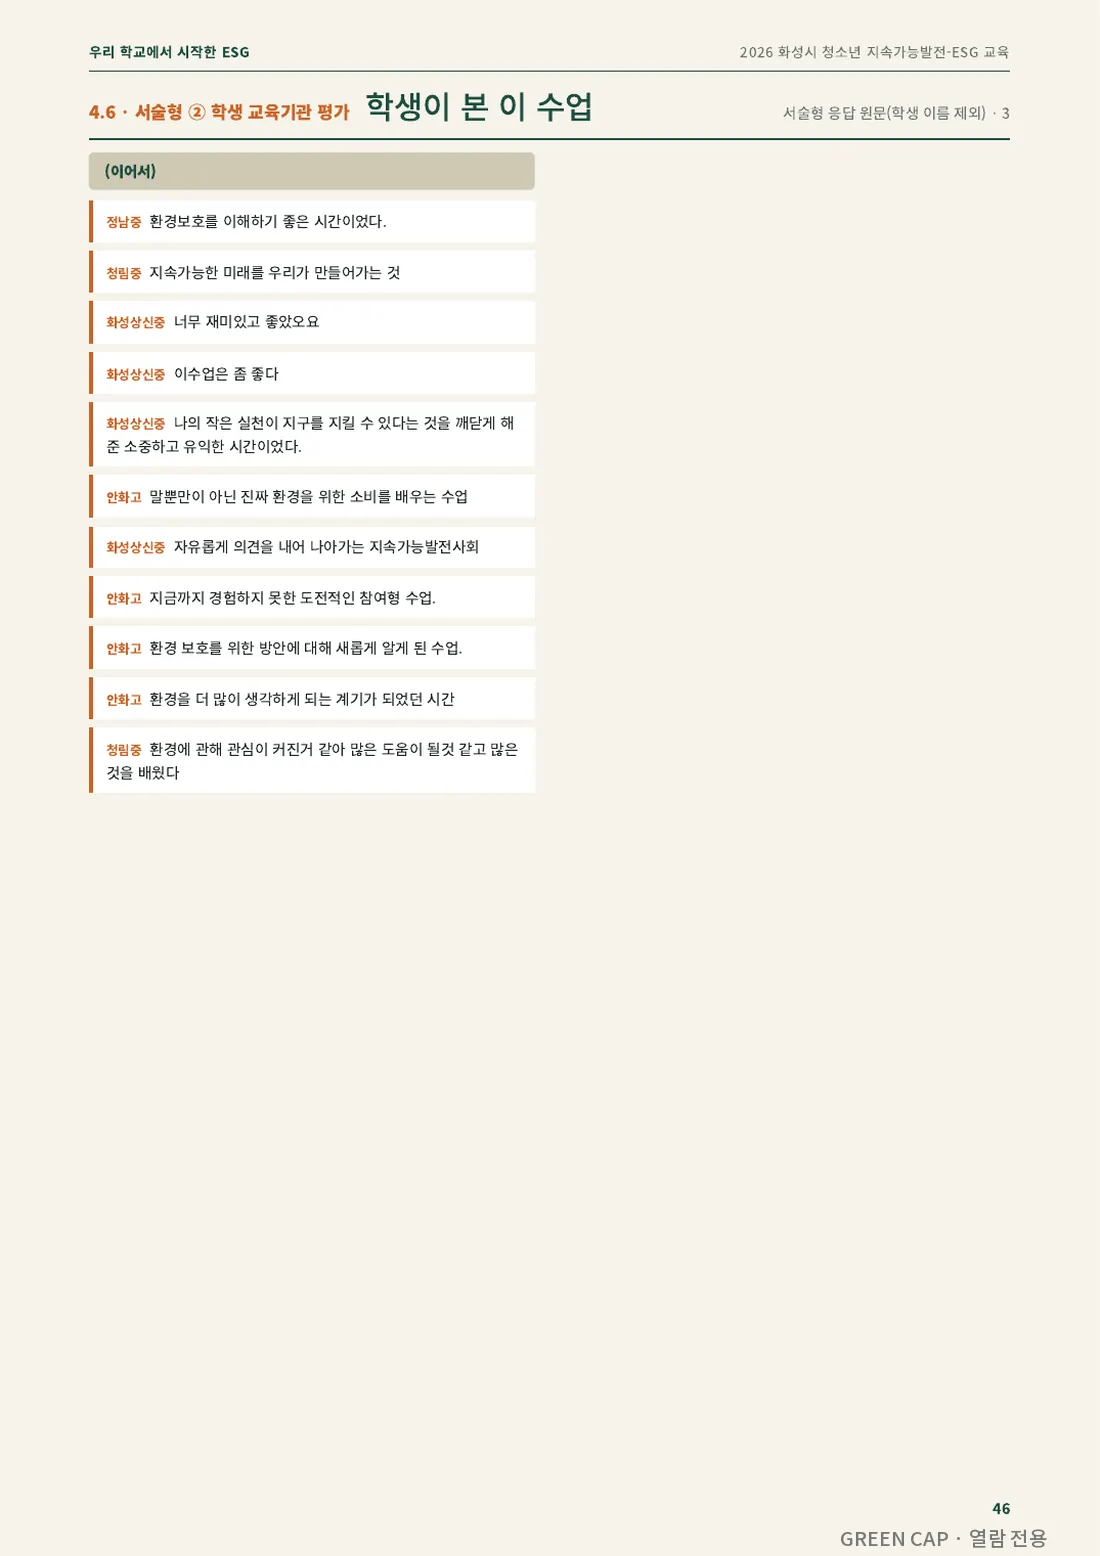 우리 학교에서 시작한 ESG
2026 화성시 청소년 지속가능발전-ESG 교육
4.6 · 서술형 ② 학생 교육기관 평가 학생이 본 이 수업
서술형 응답 원문(학생 이름 제외) · 3
(이어서)
정남중 환경보호를 이해하기 좋은 시간이었다.
청림중 지속가능한 미래를 우리가 만들어가는 것
화성상신중 너무 재미있고 좋았오요
화성상신중 이수업은 좀 좋다
화성상신중 나의 작은 실천이 지구를 지킬 수 있다는 것을 깨닫게 해
준 소중하고 유익한 시간이었다.
안화고 말뿐만이 아닌 진짜 환경을 위한 소비를 배우는 수업
화성상신중 자유롭게 의견을 내어 나아가는 지속가능발전사회
안화고 지금까지 경험하지 못한 도전적인 참여형 수업.
안화고 환경 보호를 위한 방안에 대해 새롭게 알게 된 수업.
안화고 환경을 더 많이 생각하게 되는 계기가 되었던 시간
청림중 환경에 관해 관심이 커진거 같아 많은 도움이 될것 같고 많은
것을 배웠다
46
GREEN CAP · 열람 전용